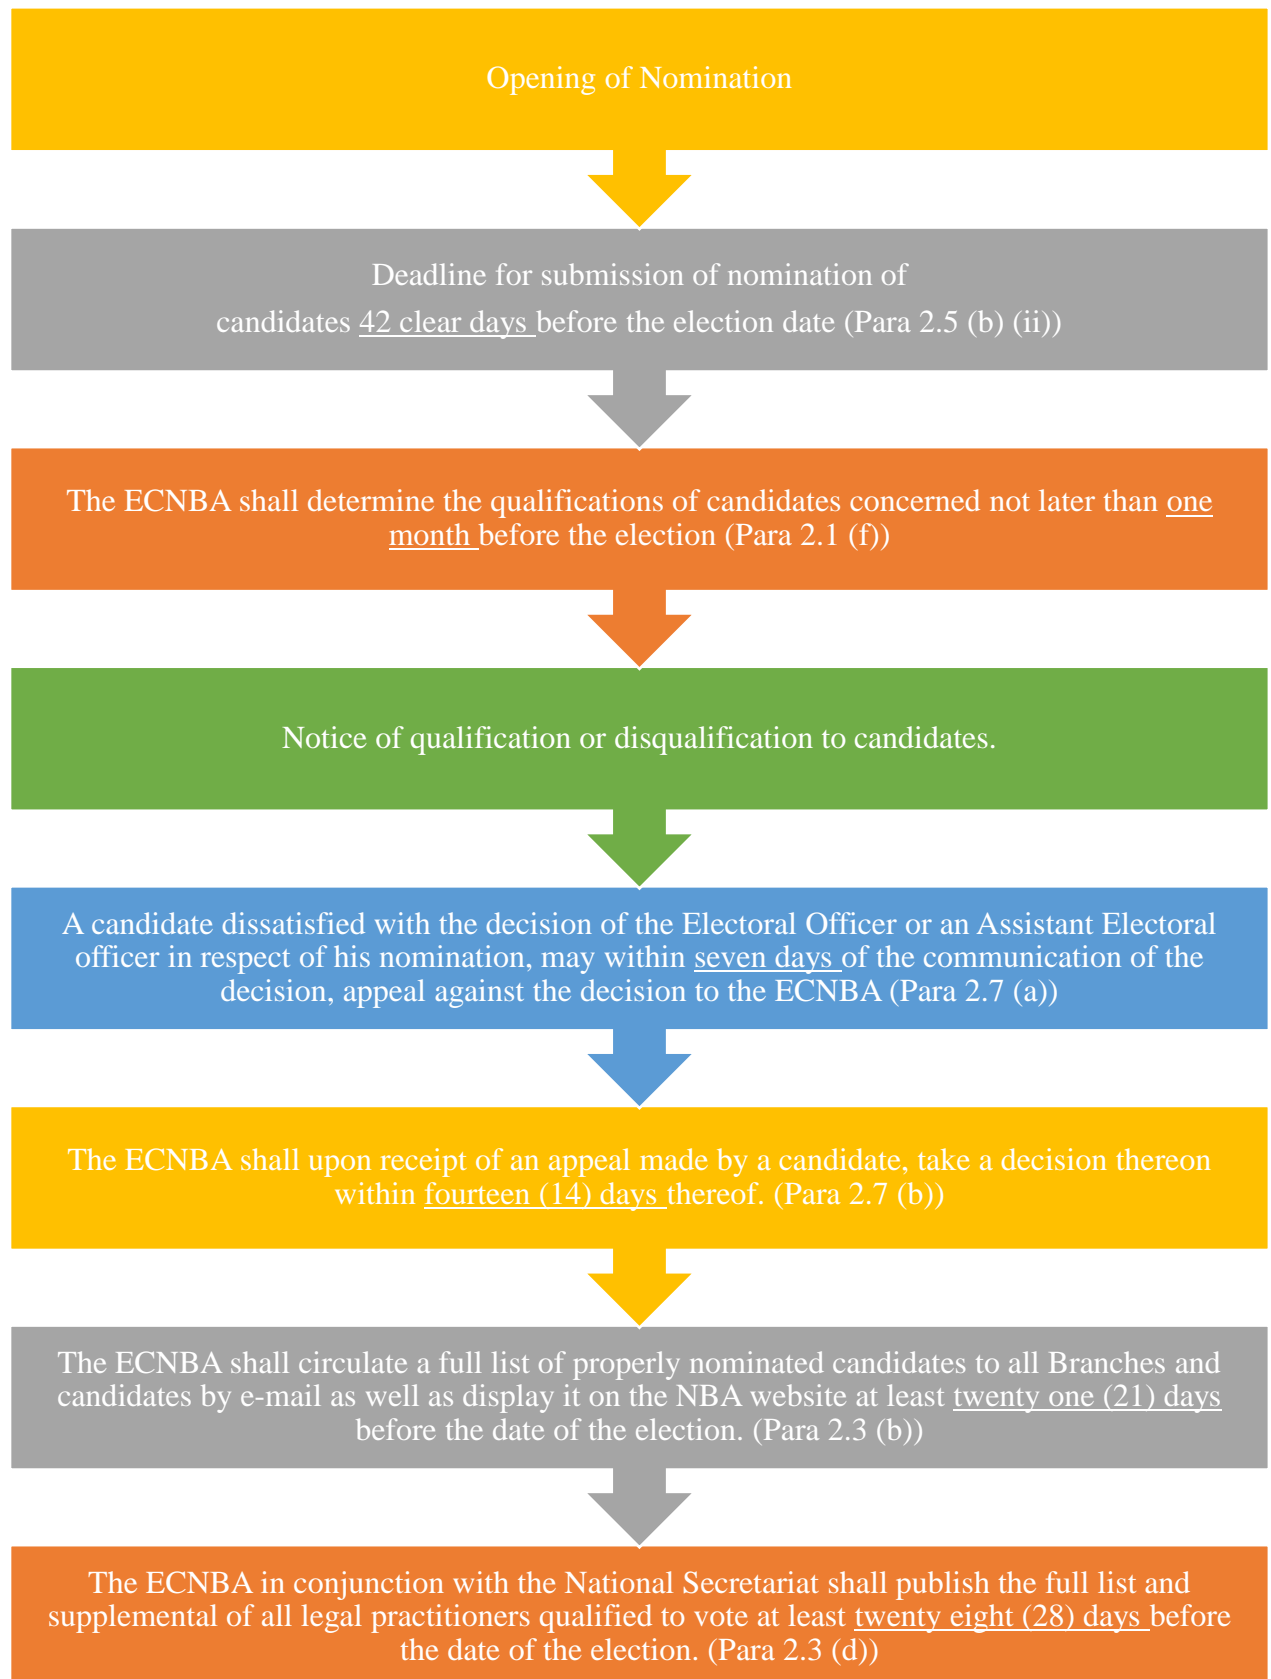 Opening of Nomination
Deadline for submission of nomination of
candidates 42 clear days before the election date (Para 2.5 (b) (ii))
The ECNBA shall determine the qualifications of candidates concerned not later than one
month before the election (Para 2.1 (f))
Notice of qualification or disqualification to candidates.
A candidate dissatisfied with the decision of the Electoral Officer or an Assistant Electoral
officer in respect of his nomination, may within seven days of the communication of the
decision, appeal against the decision to the ECNBA (Para 2.7 (a))
The ECNBA shall upon receipt of an appeal made by a candidate, take a decision thereon
within fourteen (14) days thereof. (Para 2.7 (b))
The ECNBA shall circulate a full list of properly nominated candidates to all Branches and
candidates by e-mail as well as display it on the NBA website at least twenty one (21) days
before the date of the election. (Para 2.3 (b))
The ECNBA in conjunction with the National Secretariat shall publish the full list and
supplemental of all legal practitioners qualified to vote at least twenty eight (28) days before
the date of the election. (Para 2.3 (d))